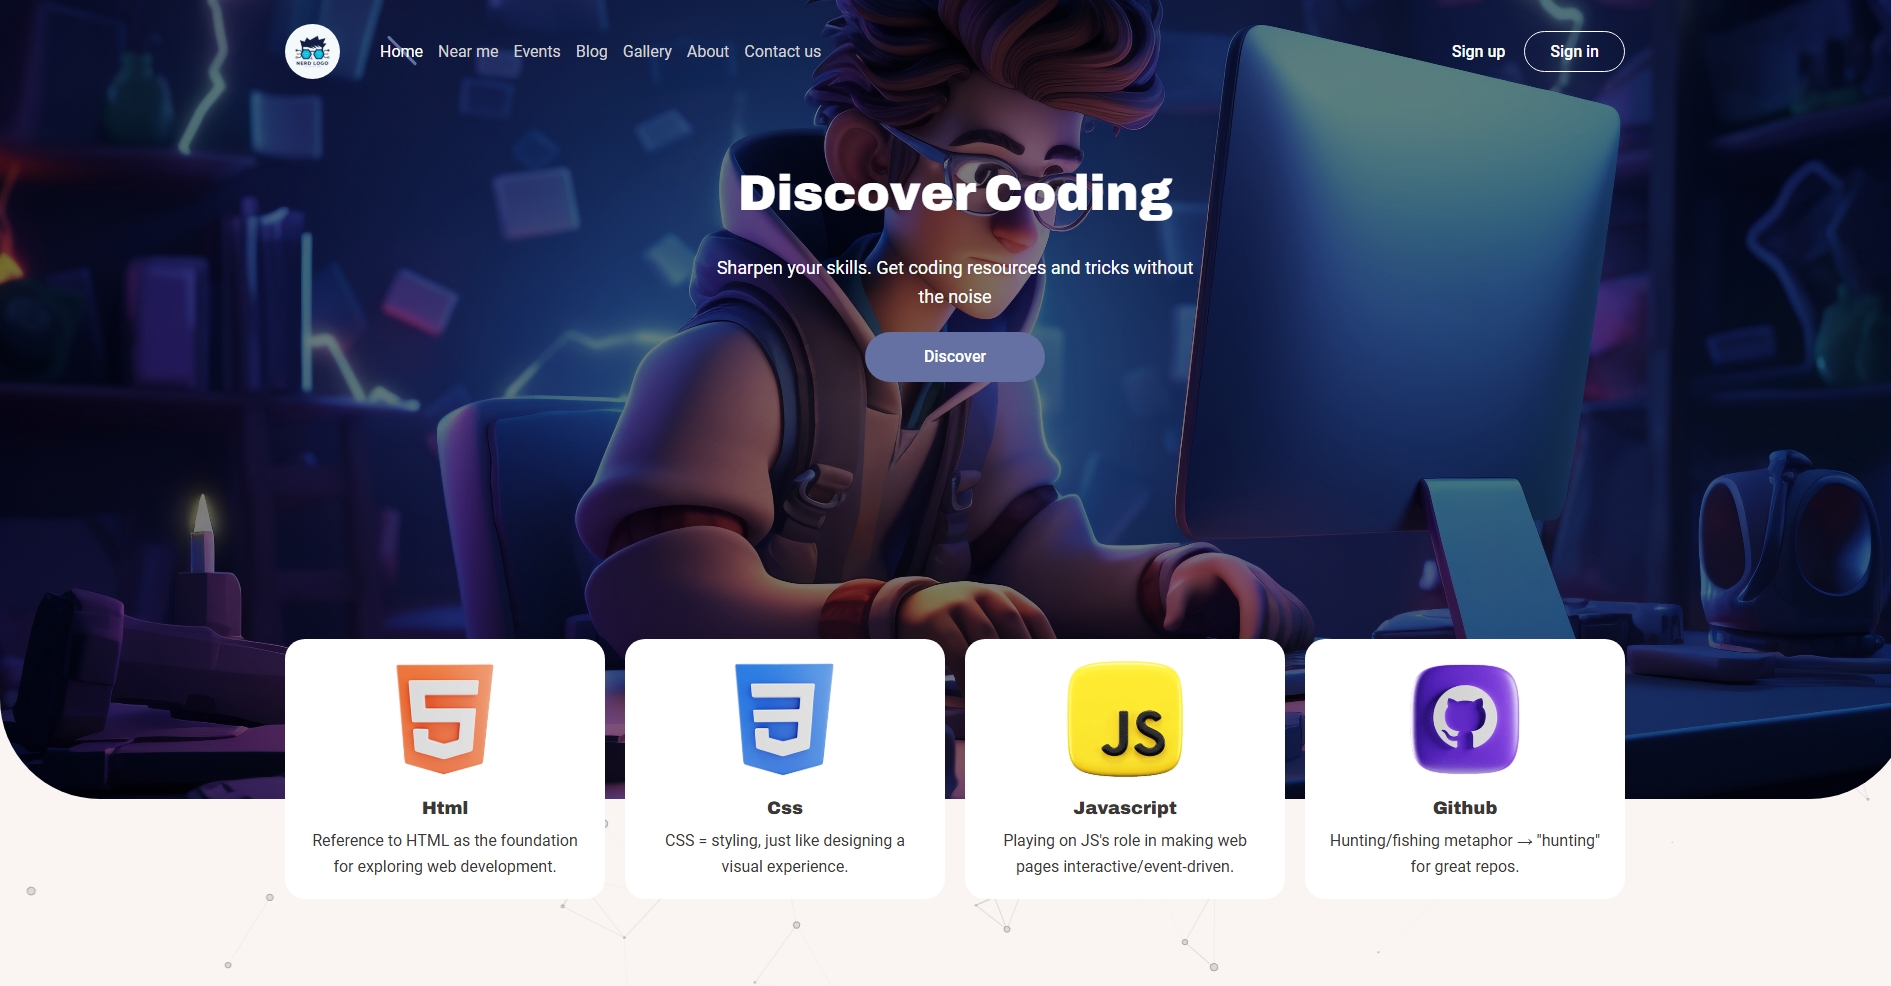 NERD LOGO
Home Near me Events Blog Gallery About Contact us
Sign up Sign in
Discover Coding
Sharpen your skills. Get coding resources and tricks without
the noise
Discover
5
3
JS
Html
Reference to HTML as the foundation
for exploring web development.
Css
CSS = styling, just like designing a
visual experience.
Javascript
Playing on JS's role in making web
pages interactive/event-driven.
Github
Hunting/fishing metaphor → "hunting"
for great repos.